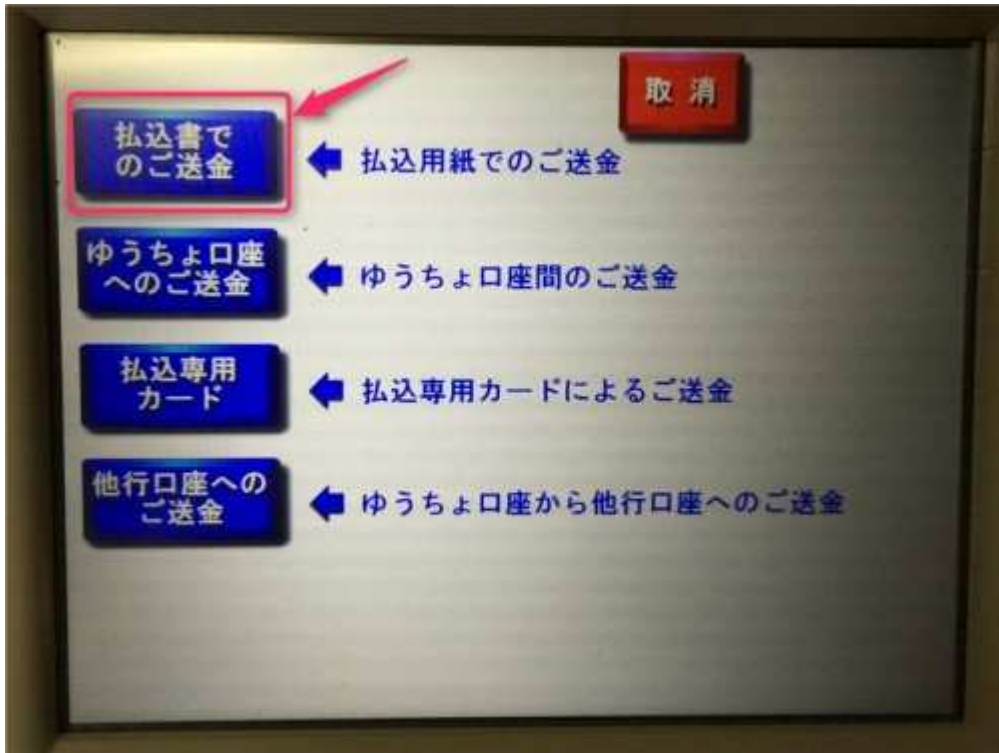 取消
払込書で
のご送金
払込用紙でのご送金
ゆうちょ口座
へのご送金
ゆうちょ口座間のご送金
払込専用
カード
払込専用カードによるご送金
他行口座への
ご送金
ゆうちょ口座から他行口座へのご送金